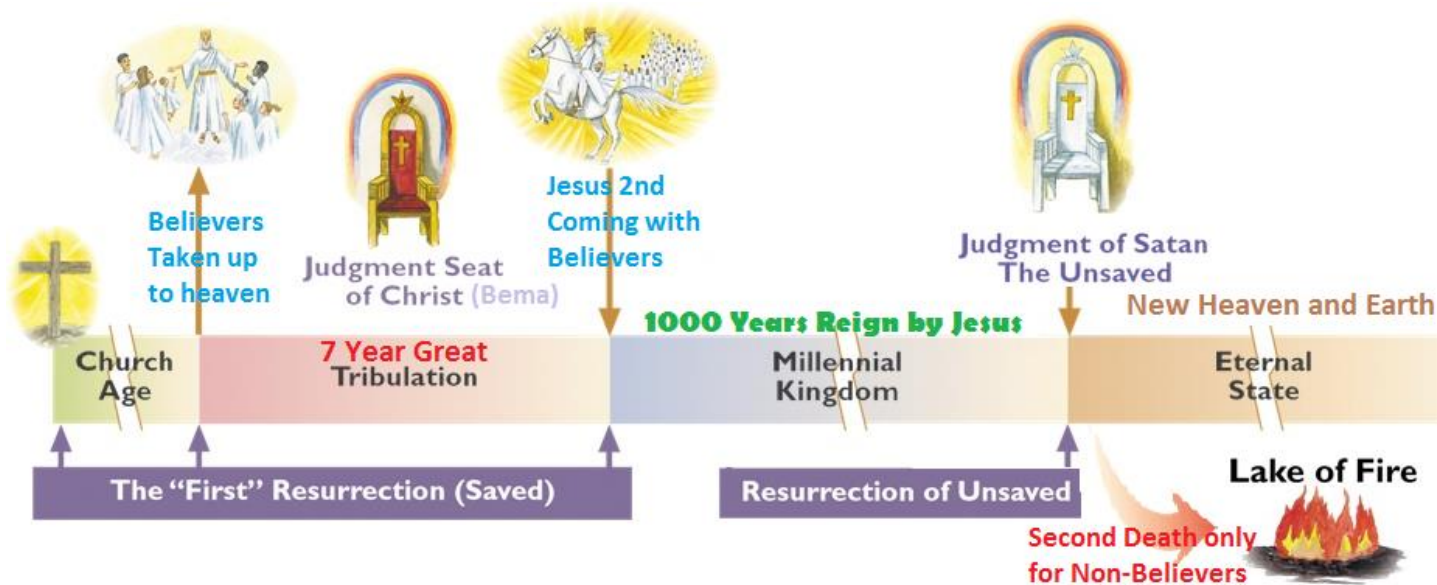 Believers
Taken up
to heaven
Judgment Seat
of Christ (Bema)
Jesus 2nd
Coming with
Believers
Judgment of Satan
The Unsaved
New Heaven and Earth
1000 Years Reign by Jesus
Church
Age
7 Year Great
Tribulation
Millennial
Kingdom
Eternal
State
The “First” Resurrection (Saved)
Resurrection of Unsaved
Lake of Fire
Second Death only
for Non-Believers